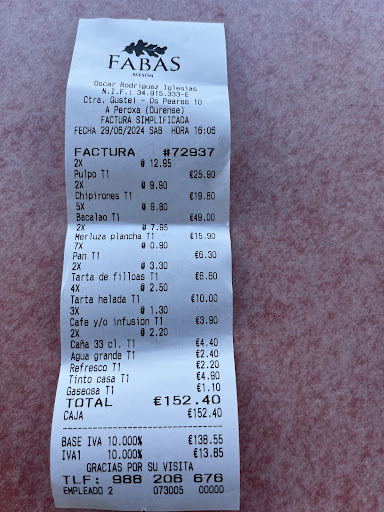 FABAS
MESÓN
Oscar Rodriguez Iglesias
N.I.F.: 34.915.333-E
Ctra. Gustei - Os Peares 10
A Peroxa (Ourense)
FACTURA SIMPLIFICADA
FECHA 29/06/2024 SAB HORA 16:06
FACTURA #72937
2X @ 12.95
Pulpo T1 €25.90
2X @ 9.90
Chipirones T1 €19.80
5X @ 9.80
Bacalao T1 €49.00
2X @ 7.95
Merluza plancha T1 €15.90
7X @ 0.90
Pan T1 €6.30
2X @ 3.30
Tarta de filloas T1 €6.60
4X @ 2.50
Tarta helada T1 €10.00
3X @ 1.30
Cafe y/o infusion T1 €3.90
2X @ 2.20
Caña 33 cl. T1 €4.40
Agua grande T1 €2.40
Refresco T1 €2.20
Tinto casa T1 €4.90
Gaseosa T1 €1.10
TOTAL €152.40
CAJA €152.40
BASE IVA 10.000% €138.55
IVA1 10.000% €13.85
GRACIAS POR SU VISITA
TLF: 988 206 676
EMPLEADO 2 073005 00000